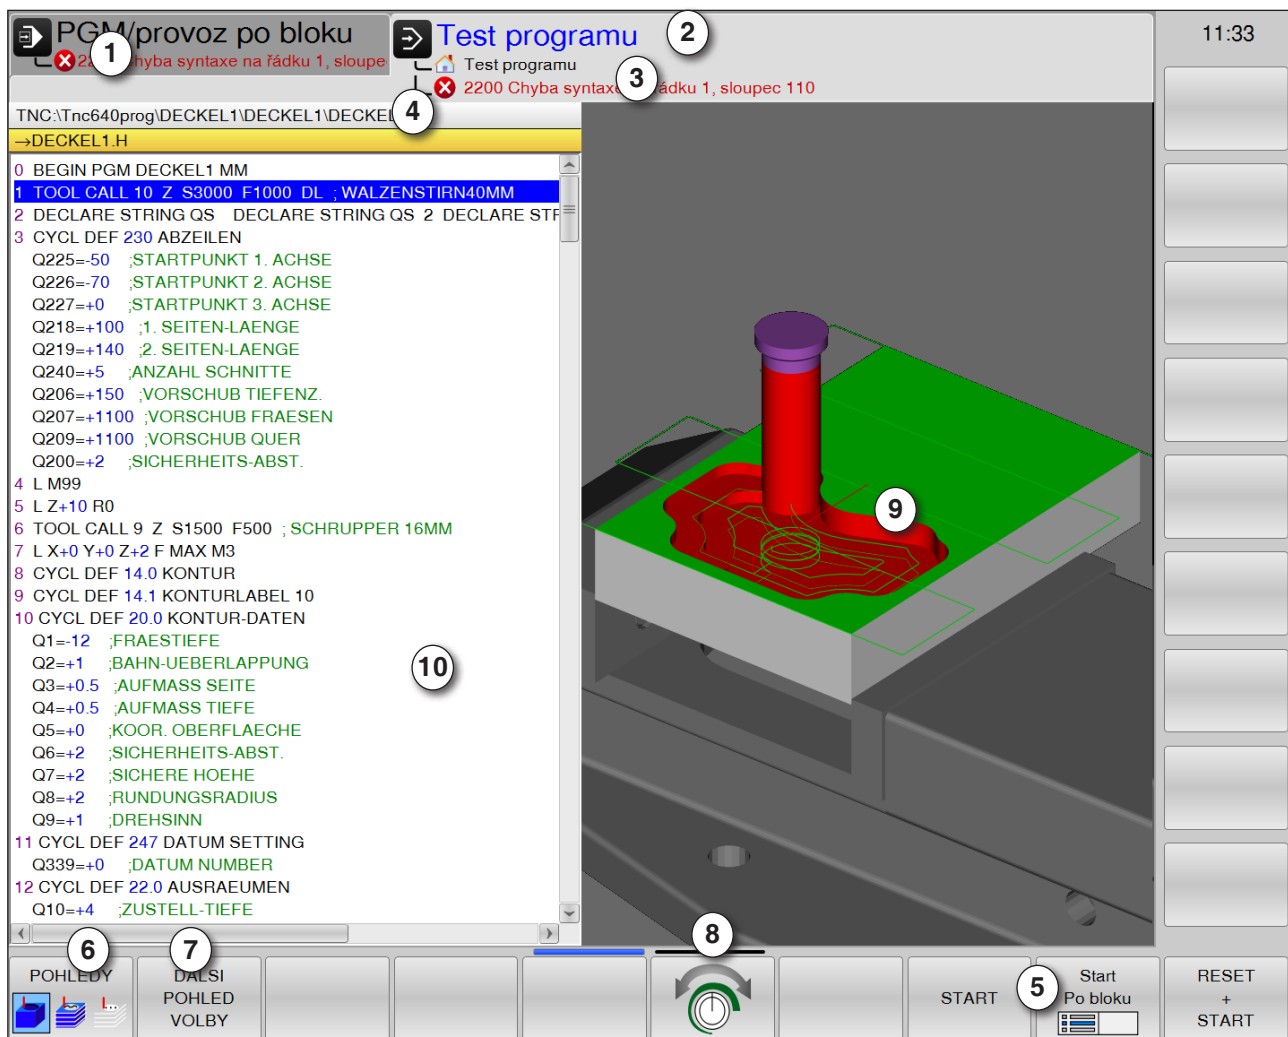 PGM/provoz po bloku
hyba syntaxe na řádku 1, sloupe
1
Test programu
2
Test programu
2200 Chyba syntaxe řádku 1, sloupec 110
3
11:33
TNC:\Tnc640prog\DECKEL1\DECKEL1\DECKE
4
→DECKEL1.H
0 BEGIN PGM DECKEL1 MM
1 TOOL CALL 10 Z S3000 F1000 DL ; WALZENSTIRN40MM
2 DECLARE STRING QS DECLARE STRING QS 2 DECLARE STR
3 CYCL DEF 230 ABZEILEN
Q225=-50 ;STARTPUNKT 1. ACHSE
Q226=-70 ;STARTPUNKT 2. ACHSE
Q227=+0 ;STARTPUNKT 3. ACHSE
Q218=+100 ;1. SEITEN-LAENGE
Q219=+140 ;2. SEITEN-LAENGE
Q240=+5 ;ANZAHL SCHNITTE
Q206=+150 ;VORSCHUB TIEFENZ.
Q207=+1100 ;VORSCHUB FRAESEN
Q209=+1100 ;VORSCHUB QUER
Q200=+2 ;SICHERHEITS-ABST.
4 L M99
5 L Z+10 R0
6 TOOL CALL 9 Z S1500 F500 ; SCHRUPPER 16MM
7 L X+0 Y+0 Z+2 F MAX M3
8 CYCL DEF 14.0 KONTUR
9 CYCL DEF 14.1 KONTURLABEL 10
10 CYCL DEF 20.0 KONTUR-DATEN
Q1=-12 ;FRAESTIEFE
Q2=+1 ;BAHN-UEBERLAPPUNG
Q3=+0.5 ;AUFMASS SEITE
Q4=+0.5 ;AUFMASS TIEFE
Q5=+0 ;KOOR. OBERFLAECHE
Q6=+2 ;SICHERHEITS-ABST.
Q7=+2 ;SICHERE HOEHE
Q8=+2 ;RUNDUNGSRADIUS
Q9=+1 ;DREHSINN
11 CYCL DEF 247 DATUM SETTING
Q339=+0 ;DATUM NUMBER
12 CYCL DEF 22.0 AUSRAEUMEN
Q10=+4 ;ZUSTELL-TIEFE
10
9
6
POHLEDY
7
DALSI
POHLED
VOLBY
8
START
5
Start
Po bloku
RESET
+
START